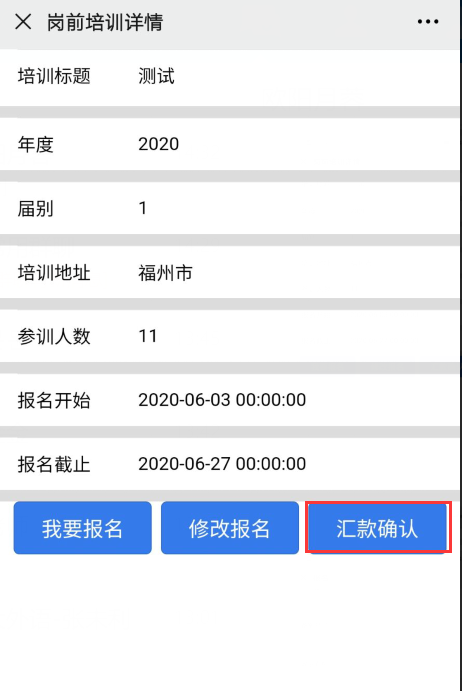 岗前培训详情
培训标题 测试
年度 2020
届别 1
培训地址 福州市
参训人数 11
报名开始 2020-06-03 00:00:00
报名截止 2020-06-27 00:00:00
我要报名 修改报名 汇款确认